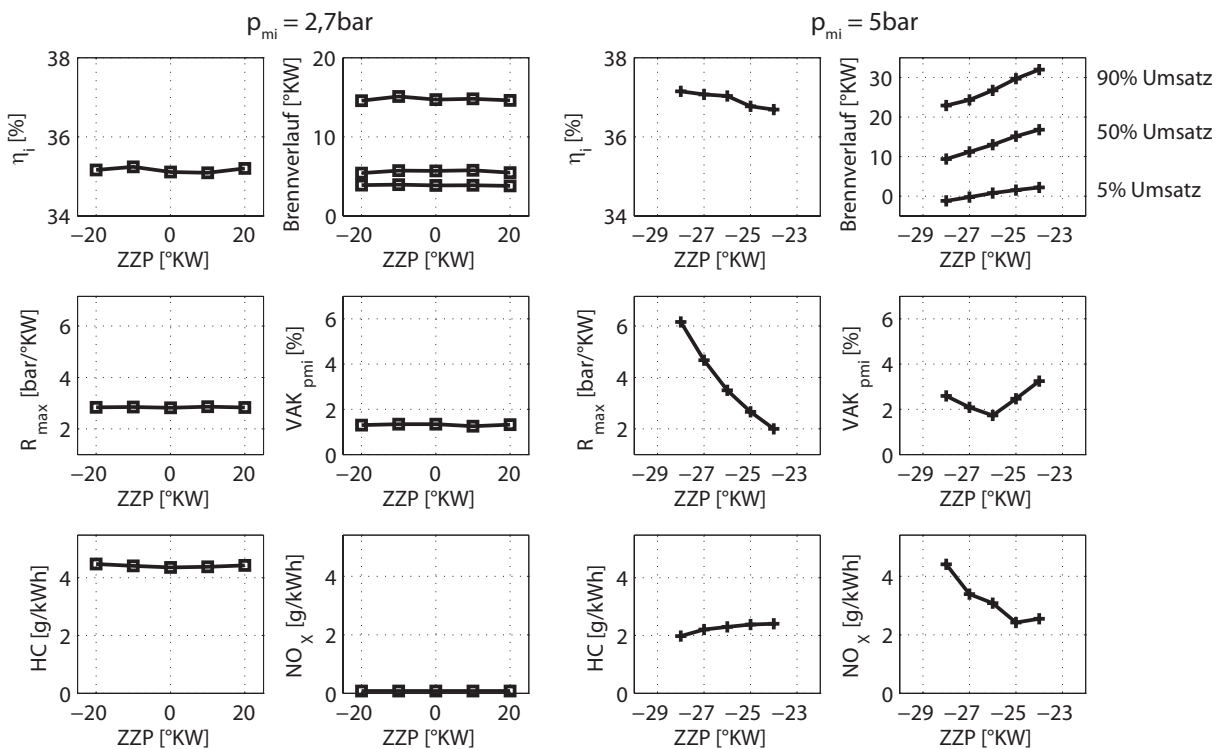 p_mi = 2,7bar
p_mi = 5bar
38
36
34
η_i [%]
−20 0 20
ZZP [°KW]
20
10
0
Brennverlauf [°KW]
−20 0 20
ZZP [°KW]
38
36
34
η_i [%]
−29 −27 −25 −23
ZZP [°KW]
30
20
10
0
Brennverlauf [°KW]
−29 −27 −25 −23
ZZP [°KW]
90% Umsatz
50% Umsatz
5% Umsatz
6
4
2
R_max [bar/°KW]
−20 0 20
ZZP [°KW]
6
4
2
0
VAK_pmi [%]
−20 0 20
ZZP [°KW]
6
4
2
R_max [bar/°KW]
−29 −27 −25 −23
ZZP [°KW]
6
4
2
0
VAK_pmi [%]
−29 −27 −25 −23
ZZP [°KW]
4
2
0
HC [g/kWh]
−20 0 20
ZZP [°KW]
4
2
0
NO_X [g/kWh]
−20 0 20
ZZP [°KW]
4
2
0
HC [g/kWh]
−29 −27 −25 −23
ZZP [°KW]
4
2
0
NO_X [g/kWh]
−29 −27 −25 −23
ZZP [°KW]